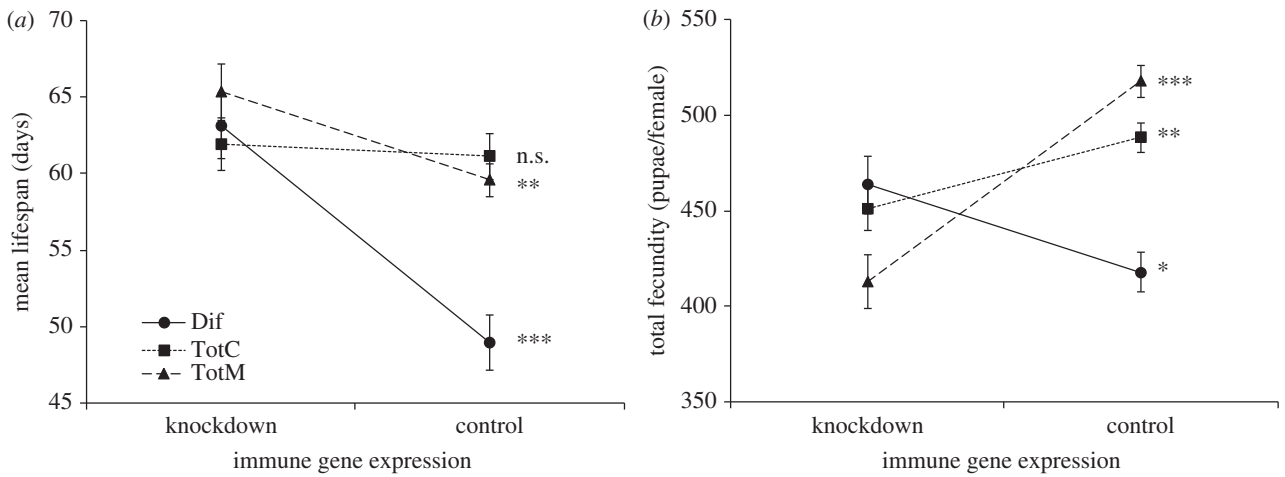 (a)
70
65
60
55
50
45
mean lifespan (days)
n.s.
**
***
Dif
TotC
TotM
knockdown control
immune gene expression
(b)
550
500
450
400
350
total fecundity (pupae/female)
***
**
*
knockdown control
immune gene expression